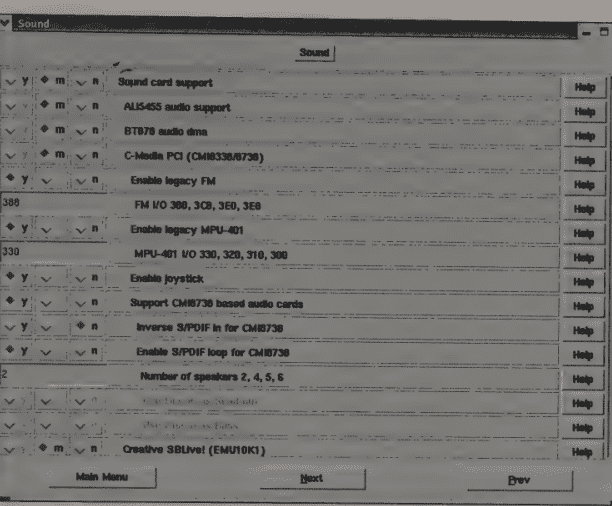 Sound
Sound
y m n Sound card support Help
y m n ALI5455 audio support Help
m n BT878 audio dma Help
y m n C-Media PCI (CMI8338/8738) Help
y n Enable legacy FM Help
388 FM I/O 388, 3C8, 3E0, 3E8 Help
y n Enable legacy MPU-401 Help
330 MPU-401 I/O 330, 320, 310, 300 Help
y n Enable joystick Help
y n Support CMI8738 based audio cards Help
y n Inverse S/PDIF in for CMI8738 Help
y n Enable S/PDIF loop for CMI8738 Help
2 Number of speakers 2, 4, 5, 6 Help
Help
Help
m n Creative SBLive! (EMU10K1) Help
Main Menu Next Prev